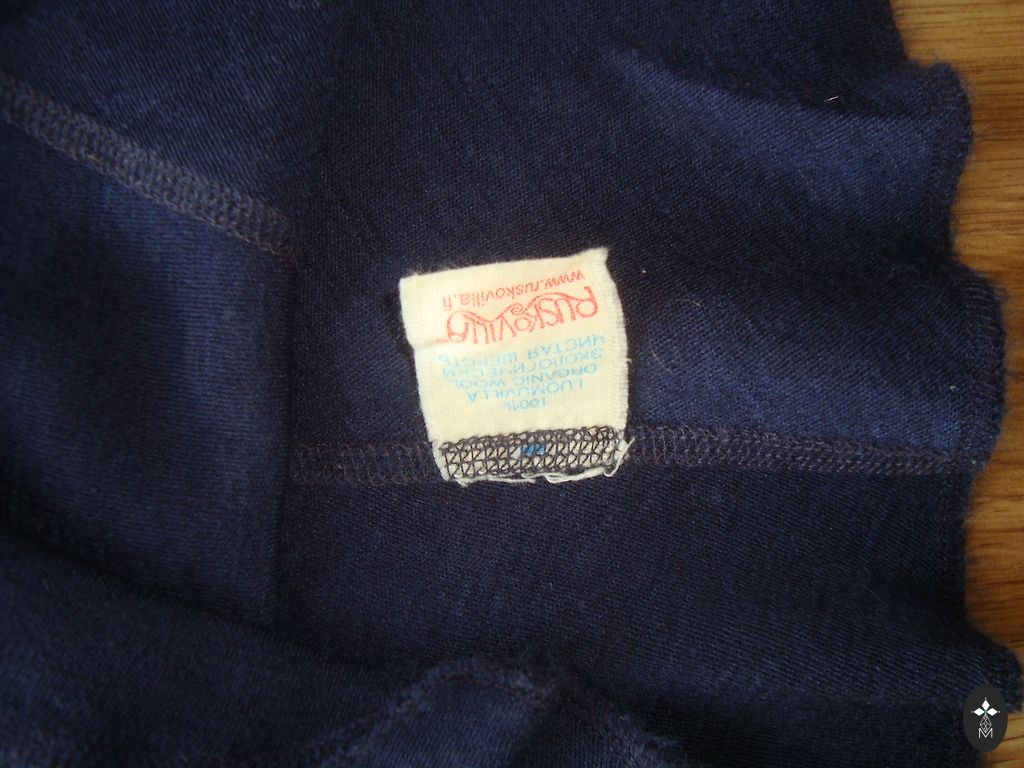 100%
LUOMUVILLA
ORGANIC WOOL
ЭКОЛОГИЧЕСКИ
ЧИСТАЯ ШЕРСТЬ
RUSKOVILLA
www.ruskovilla.fi
M